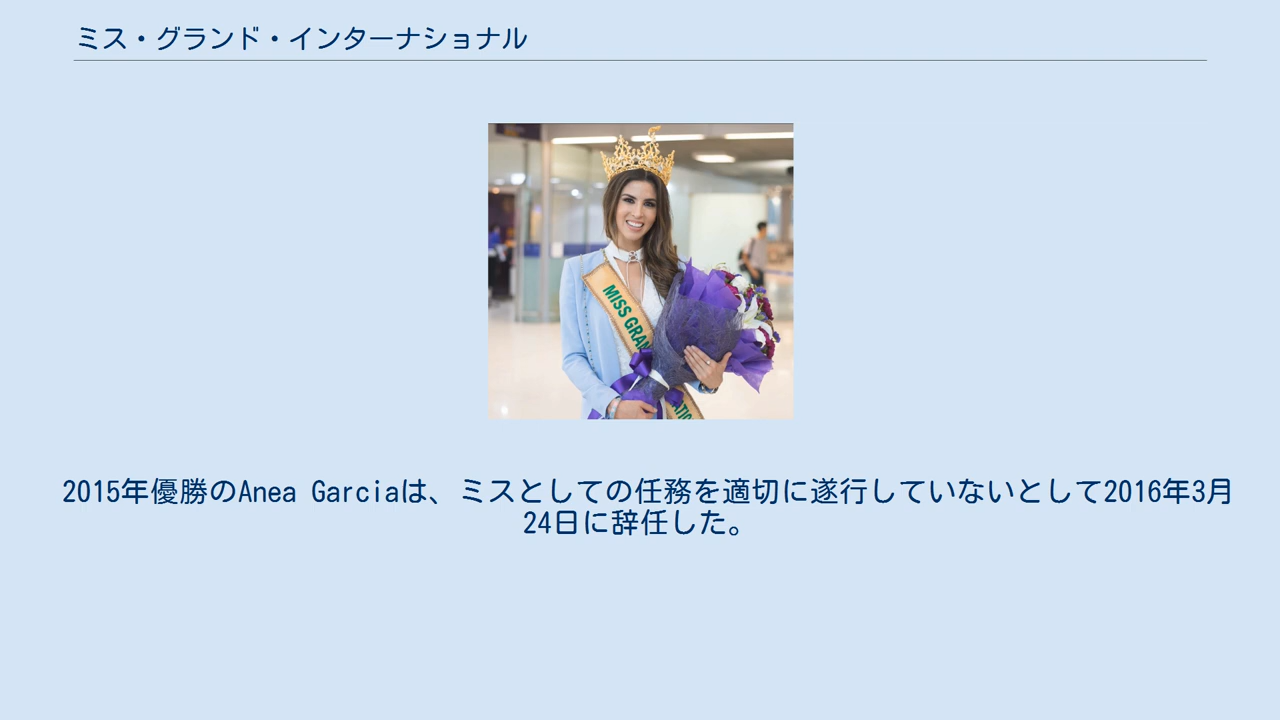 ミス・グランド・インターナショナル
MISS GRAN
ATIO
2015年優勝のAnea Garciaは、ミスとしての任務を適切に遂行していないとして2016年3月
24日に辞任した。